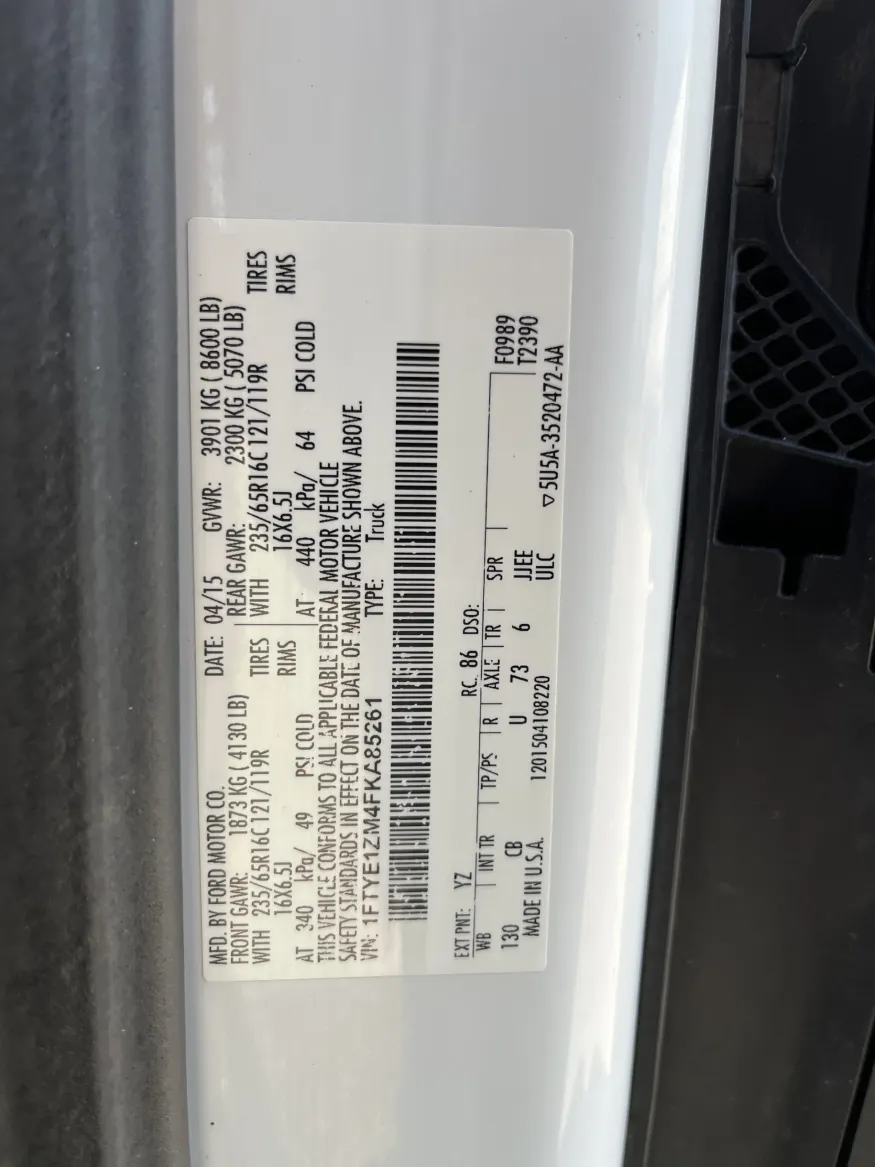 MFD. BY FORD MOTOR CO.
DATE: 04/15 GVWR: 3901 KG ( 8600 LB)
FRONT GAWR: 1873 KG ( 4130 LB) REAR GAWR: 2300 KG ( 5070 LB)
WITH 235/65R16C 121/119R TIRES WITH 235/65R16C 121/119R TIRES
16X6.5J RIMS 16X6.5J RIMS
AT 340 kPa/ 49 PSI COLD AT 440 kPa/ 64 PSI COLD
THIS VEHICLE CONFORMS TO ALL APPLICABLE FEDERAL MOTOR VEHICLE
SAFETY STANDARDS IN EFFECT ON THE DATE OF MANUFACTURE SHOWN ABOVE.
VIN: 1FTYE1ZM4FKA85261 TYPE: Truck
EXT PNT: YZ RC: 86 DSO:
WB INT TR TP/PS R AXLE TR SPR F0989
130 CB U 73 6 JJEE T2390
MADE IN U.S.A. 1201504108220 ULC
▽5U5A-3520472-AA